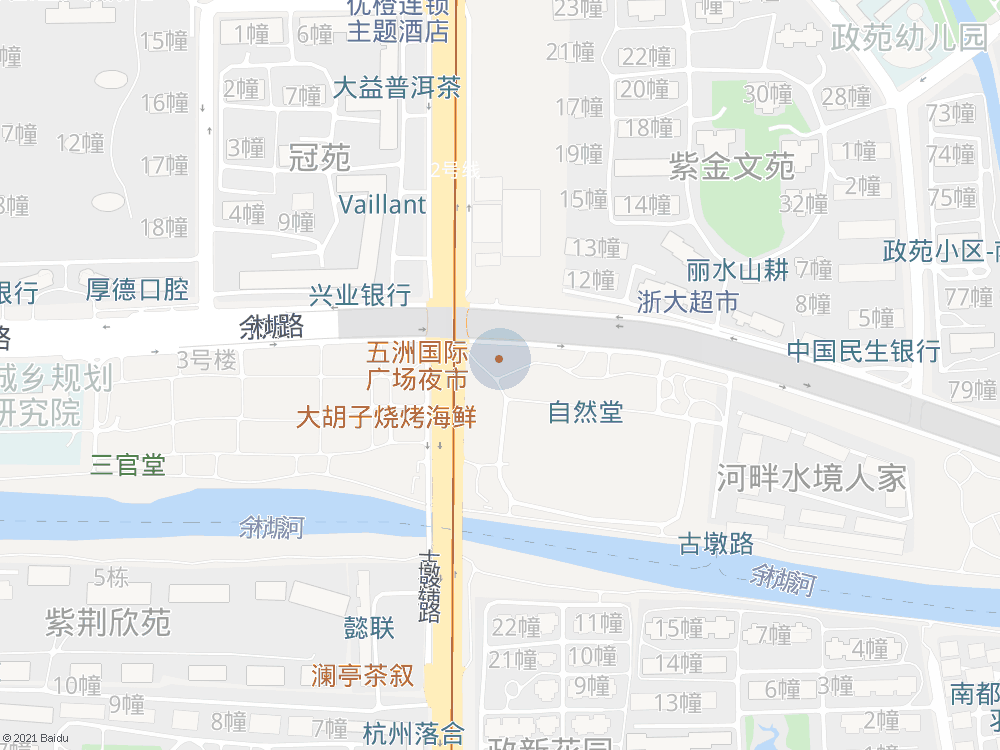 优橙连锁
主题酒店
23幢
1幢
6幢
15幢
政苑幼儿园
21幢
22幢
大益普洱茶
2幢
7幢
20幢
30幢
28幢
16幢
17幢
73幢
7幢
12幢
18幢
3幢
冠苑
19幢
1幢
74幢
17幢
2号线
紫金文苑
2幢
8幢
Vaillant
15幢
14幢
32幢
75幢
4幢
9幢
18幢
13幢
政苑小区-南
丽水山耕
7幢
12幢
银行
厚德口腔
兴业银行
浙大超市
8幢
77幢
5幢
余杭塘路
路
3号楼
五洲国际
广场夜市
中国民生银行
城乡规划
研究院
79幢
大胡子烧烤海鲜
自然堂
三官堂
河畔水境人家
余杭塘河
古墩路
古墩路辅路
余杭塘河
5栋
紫荆欣苑
懿联
22幢
11幢
15幢
7幢
21幢
10幢
14幢
4幢
澜亭茶叙
10幢
9幢
6幢
3幢
南都
9幢
13幢
8幢
7幢
杭州落合
2幢
政新花园
© 2021 Baidu